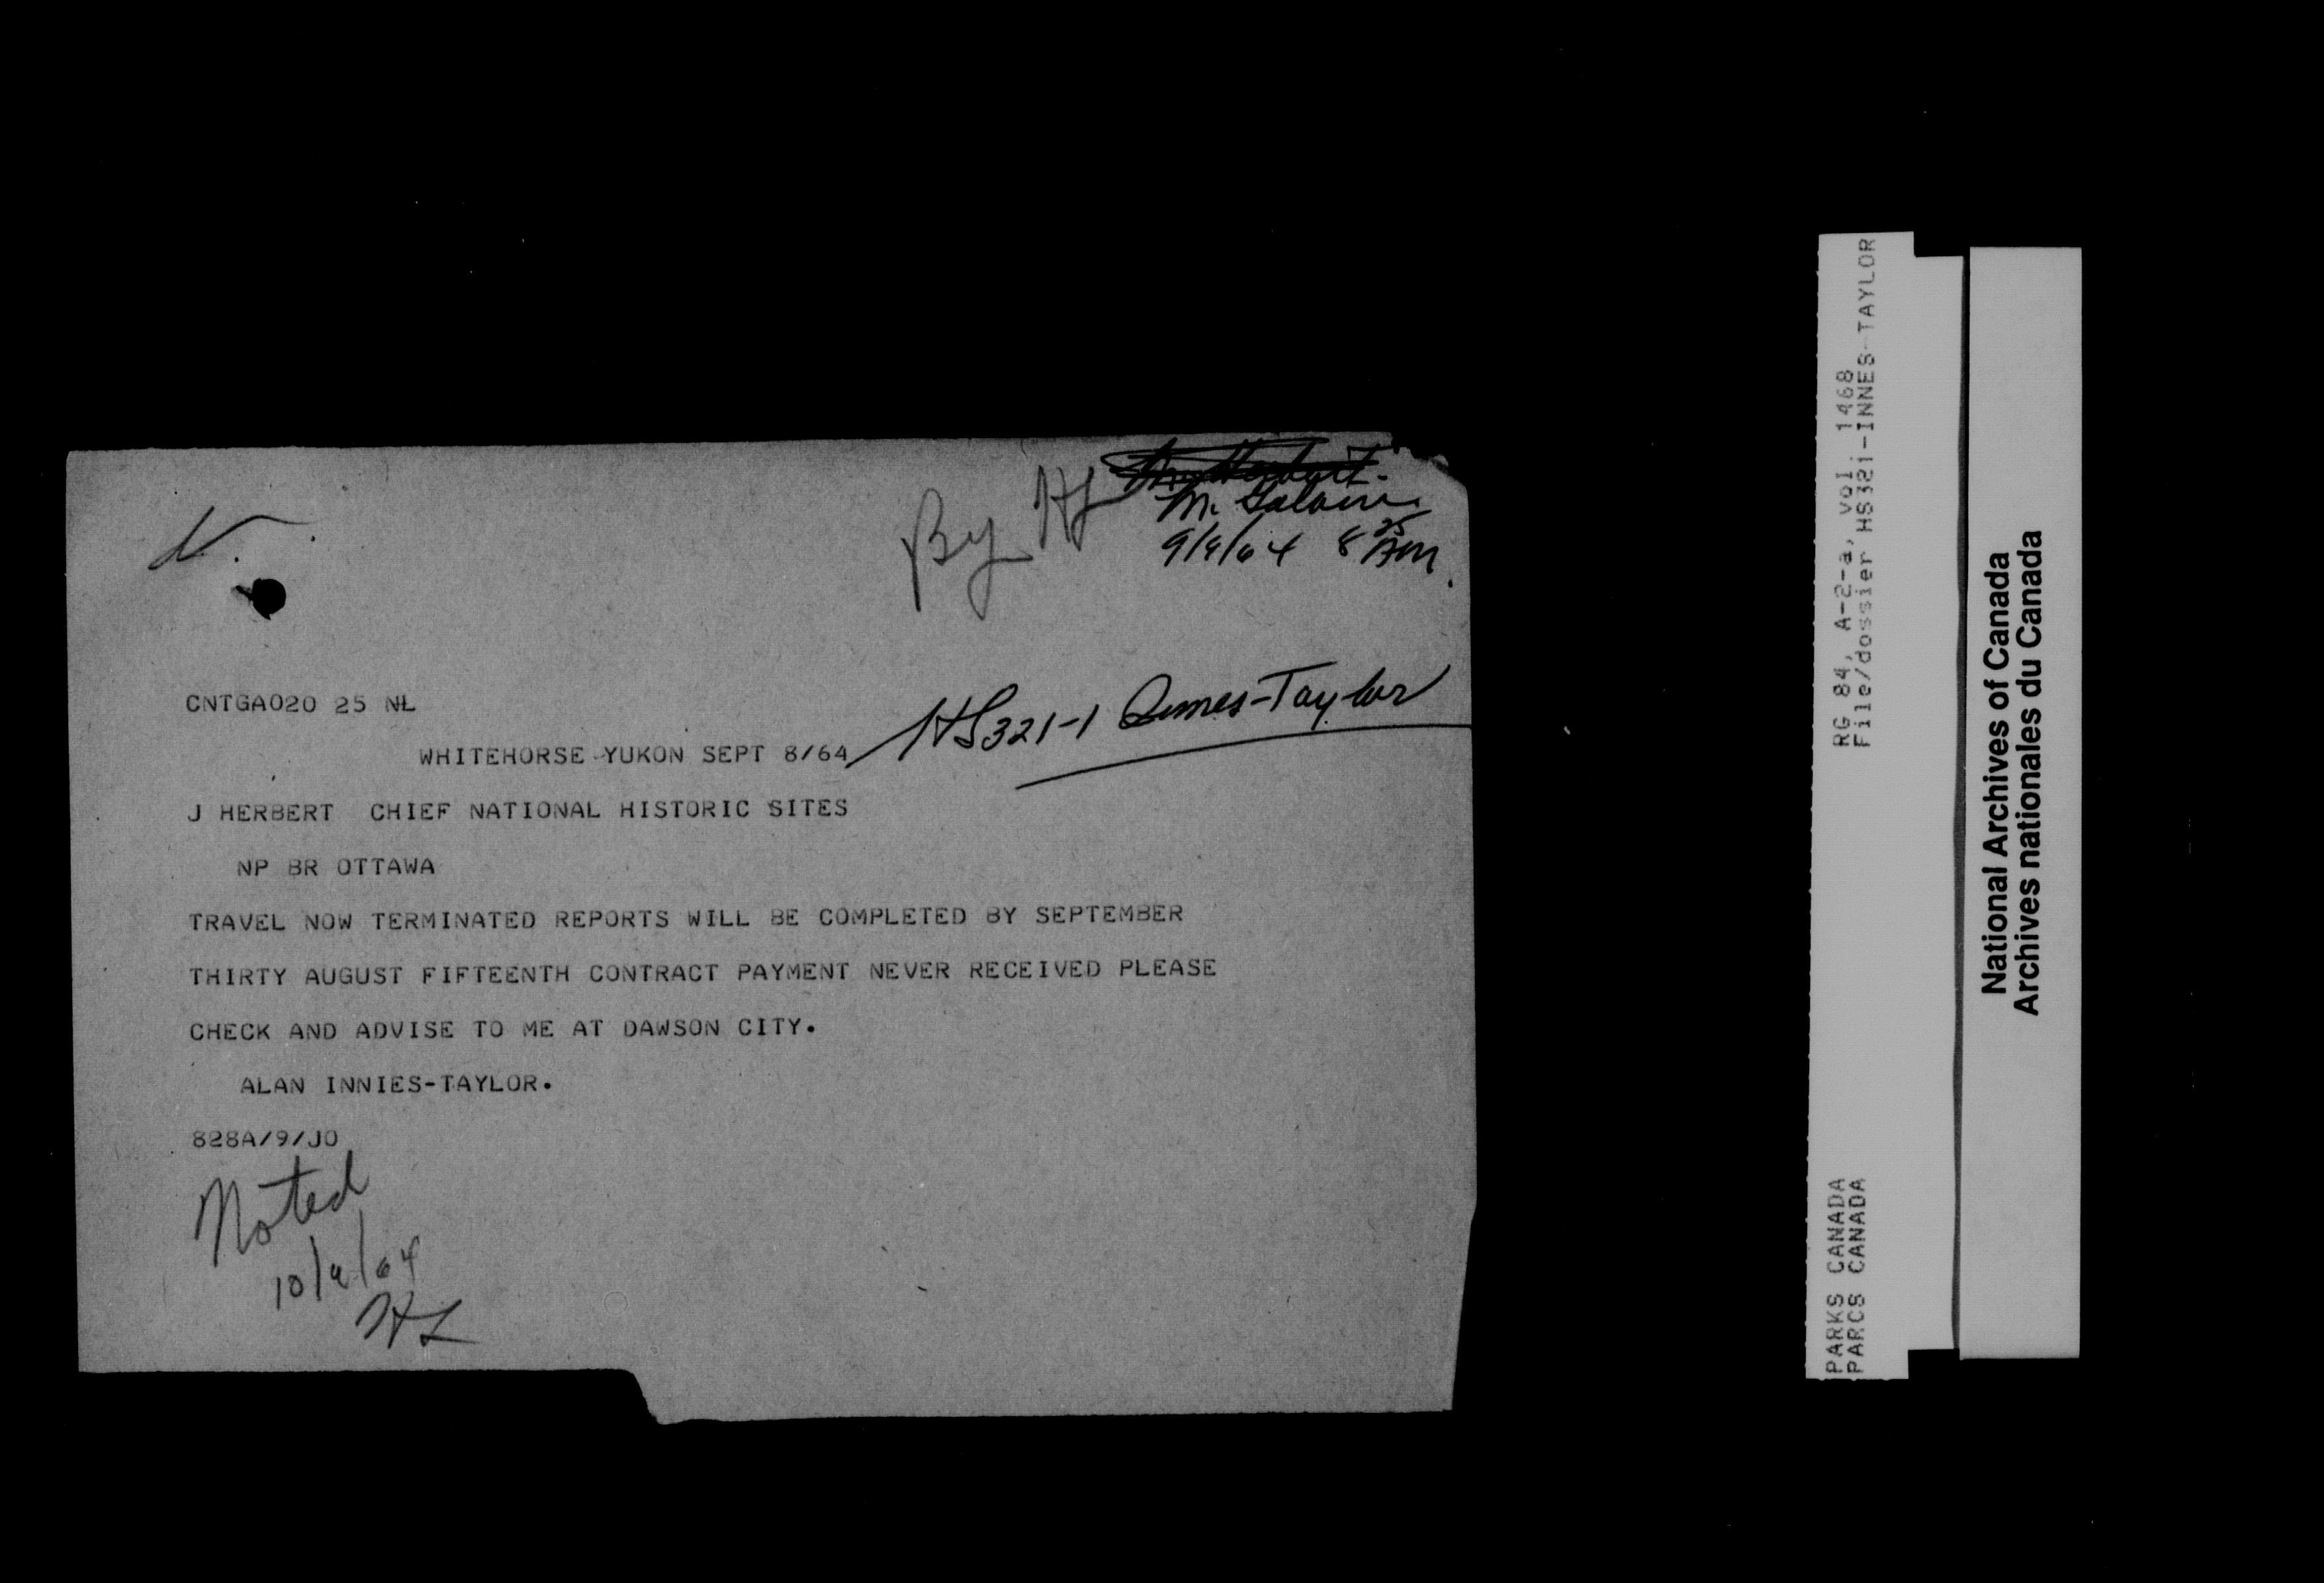 By HL
M.
9/9/64 8 25 AM.
CNTGA020 25 NL
HS321-1 Innes-Taylor
WHITEHORSE YUKON SEPT 8/64
J HERBERT CHIEF NATIONAL HISTORIC SITES
NP BR OTTAWA
TRAVEL NOW TERMINATED REPORTS WILL BE COMPLETED BY SEPTEMBER
THIRTY AUGUST FIFTEENTH CONTRACT PAYMENT NEVER RECEIVED PLEASE
CHECK AND ADVISE TO ME AT DAWSON CITY.
ALAN INNIES-TAYLOR.
828A/9/JO
Noted
10/9/64
HL
RG 84, A-2-a, vol. 1468
File/dossier HS321-INNES-TAYLOR
PARKS CANADA
PARCS CANADA
National Archives of Canada
Archives nationales du Canada